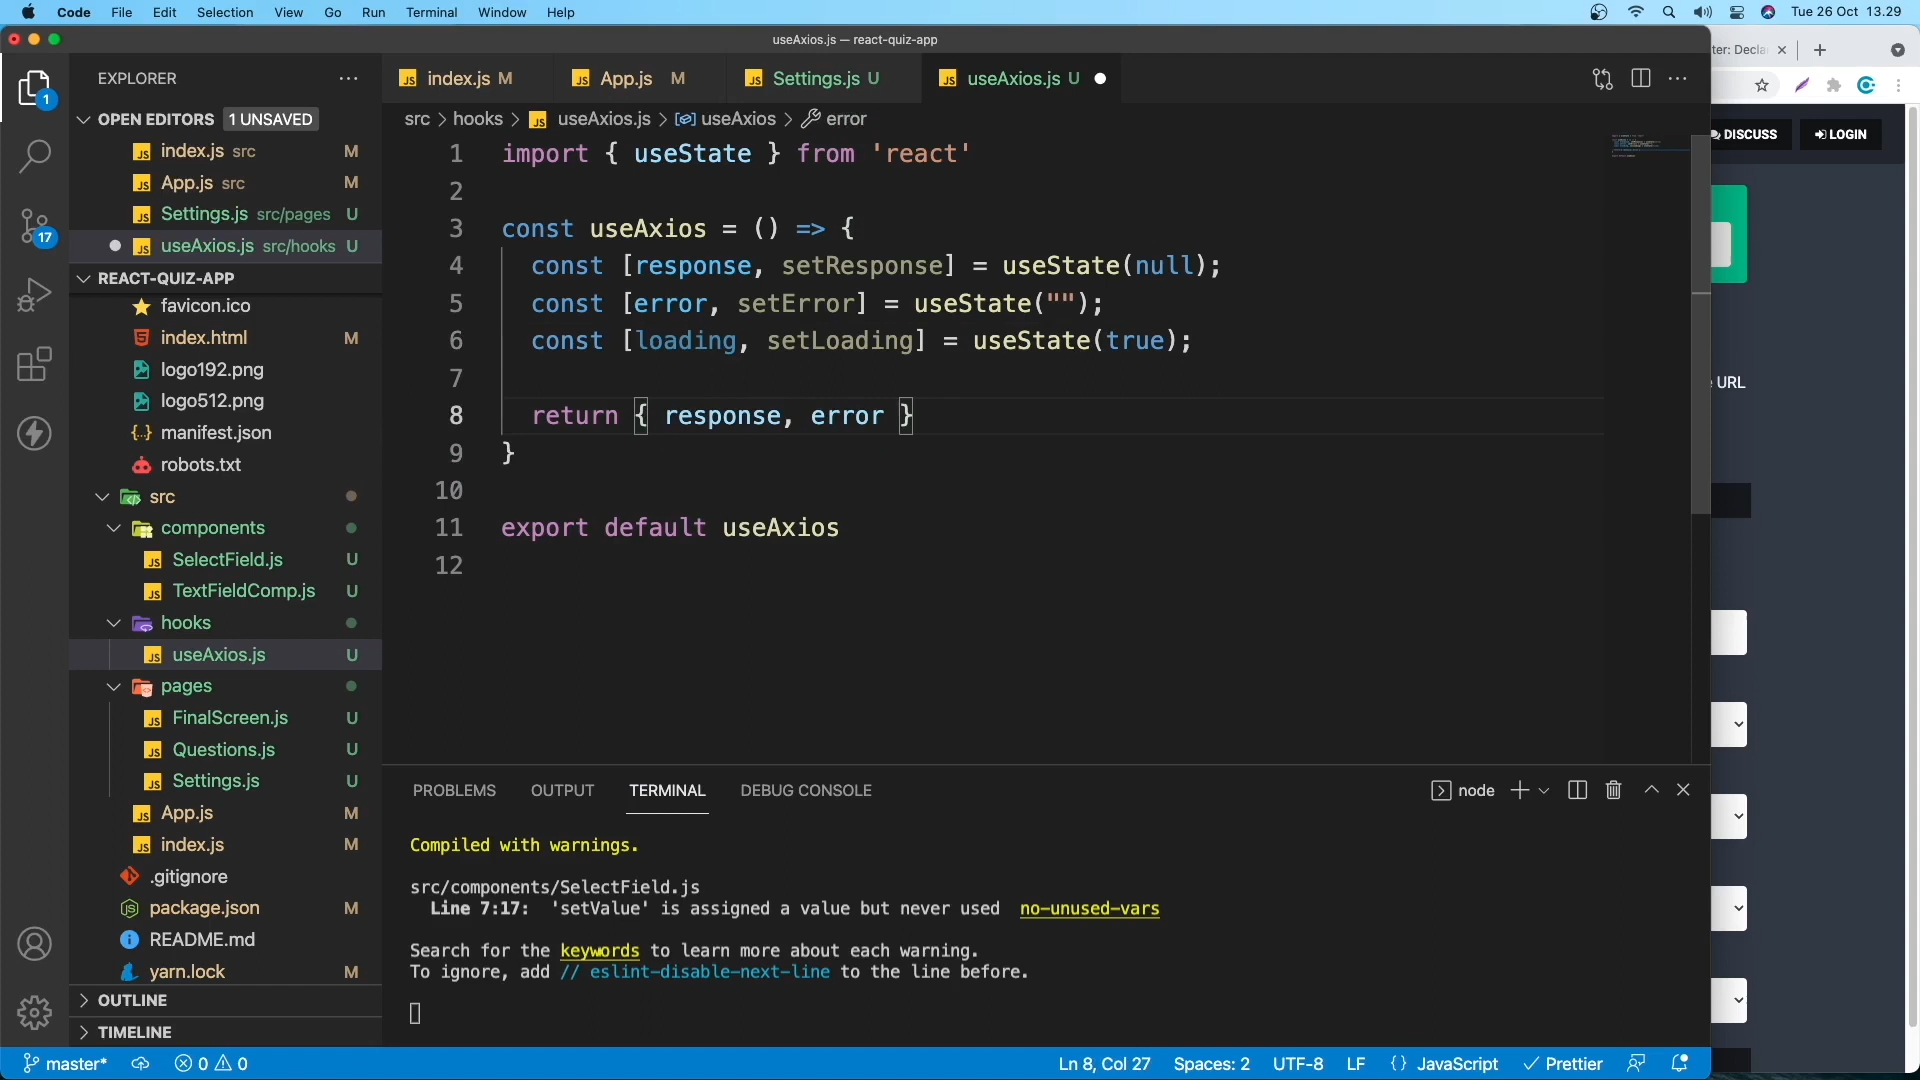 Code File Edit Selection View Go Run Terminal Window Help Tue 26 Oct 13.29
useAxios.js — react-quiz-app
EXPLORER
OPEN EDITORS 1 UNSAVED
index.js src M
App.js src M
Settings.js src/pages U
useAxios.js src/hooks U
REACT-QUIZ-APP
favicon.ico
index.html M
logo192.png
logo512.png
manifest.json
robots.txt
src
components
SelectField.js U
TextFieldComp.js U
hooks
useAxios.js U
pages
FinalScreen.js U
Questions.js U
Settings.js U
App.js M
index.js M
.gitignore
package.json M
README.md
yarn.lock M
OUTLINE
TIMELINE
1
17
index.js M App.js M Settings.js U useAxios.js U
src > hooks > useAxios.js > useAxios > error
1 import { useState } from 'react'
2
3 const useAxios = () => {
4 const [response, setResponse] = useState(null);
5 const [error, setError] = useState("");
6 const [loading, setLoading] = useState(true);
7
8 return { response, error }
9 }
10
11 export default useAxios
12
PROBLEMS OUTPUT TERMINAL DEBUG CONSOLE node
Compiled with warnings.
src/components/SelectField.js
Line 7:17: 'setValue' is assigned a value but never used no-unused-vars
Search for the keywords to learn more about each warning.
To ignore, add // eslint-disable-next-line to the line before.
master* 0 0 Ln 8, Col 27 Spaces: 2 UTF-8 LF {} JavaScript Prettier
ter: Decla
DISCUSS LOGIN
URL